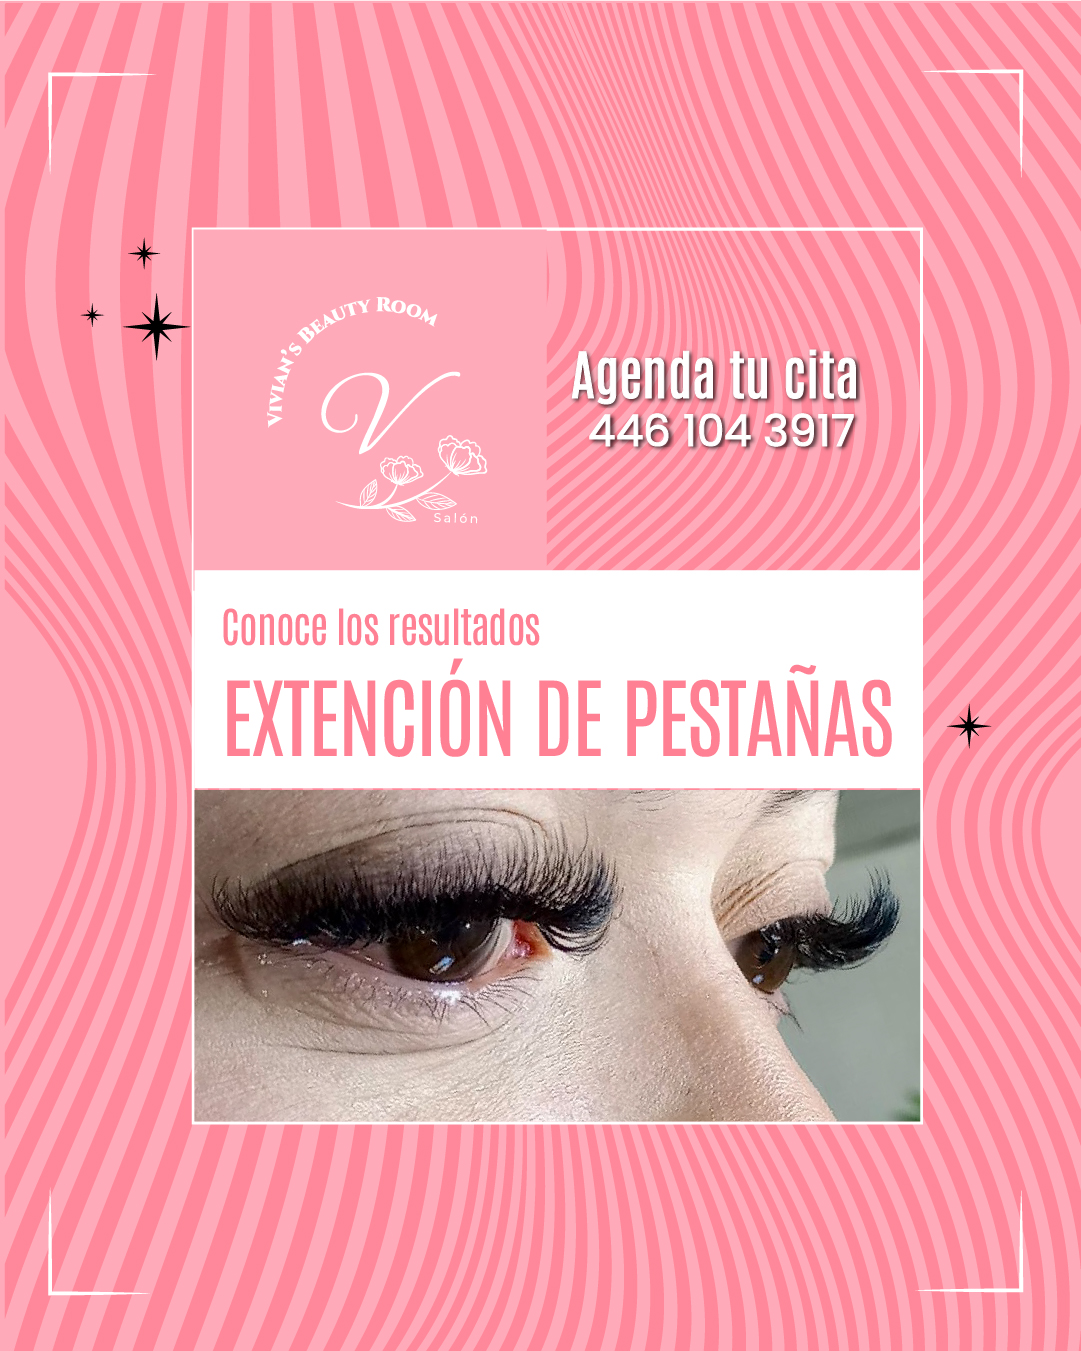 Vivian's Beauty Room
V
Salón
Agenda tu cita
446 104 3917
Conoce los resultados
EXTENCIÓN DE PESTAÑAS